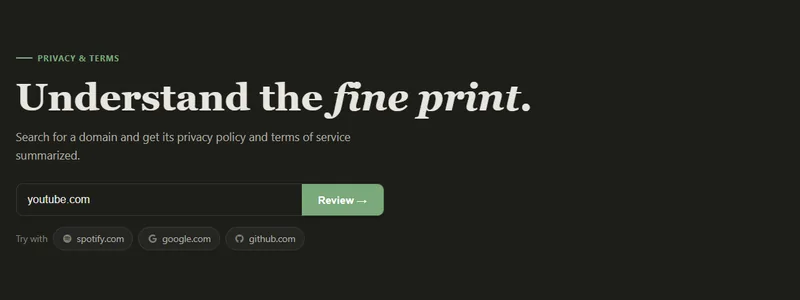 PRIVACY & TERMS
Understand the fine print.
Search for a domain and get its privacy policy and terms of service
summarized.
youtube.com
Review →
Try with spotify.com google.com github.com